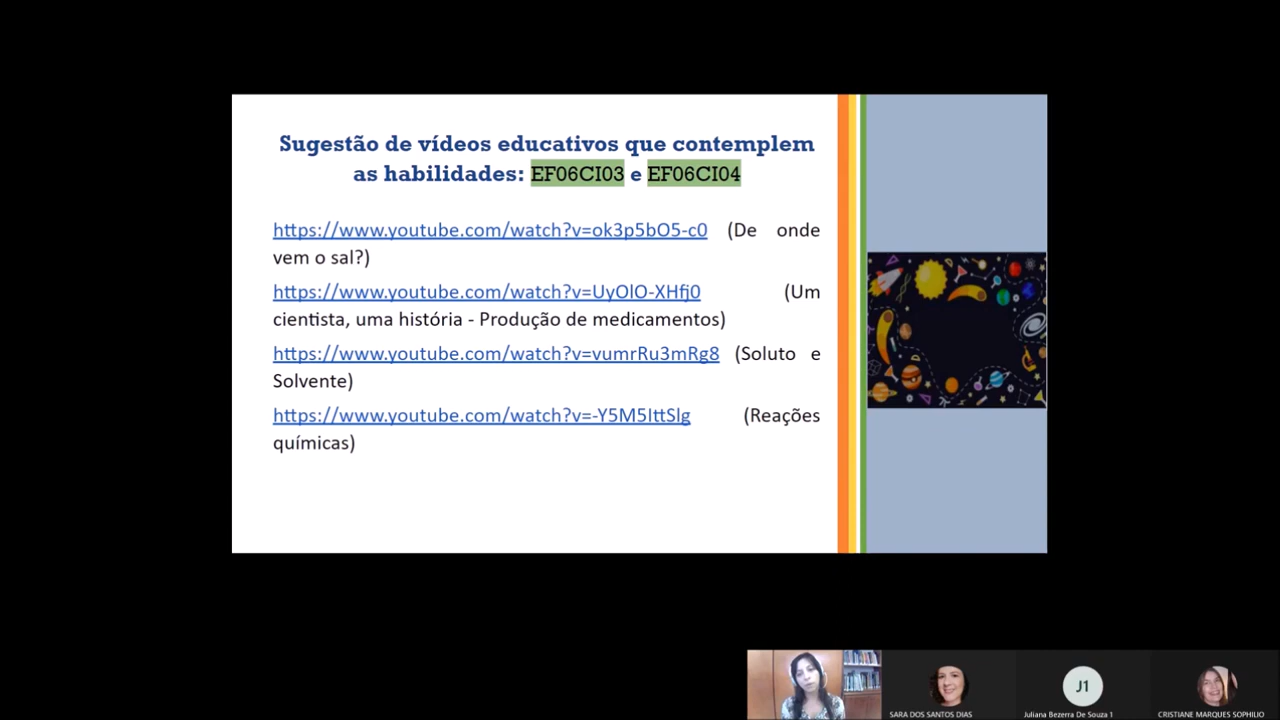 Sugestão de vídeos educativos que contemplem
as habilidades: EF06CI03 e EF06CI04
https://www.youtube.com/watch?v=ok3p5bO5-c0 (De onde
vem o sal?)
https://www.youtube.com/watch?v=UyOlO-XHfj0 (Um
cientista, uma história - Produção de medicamentos)
https://www.youtube.com/watch?v=vumrRu3mRg8 (Soluto e
Solvente)
https://www.youtube.com/watch?v=-Y5M5IttSlg (Reações
químicas)
J1
SARA DOS SANTOS DIAS
Juliana Bezerra De Souza 1
CRISTIANE MARQUES SOPHILIO